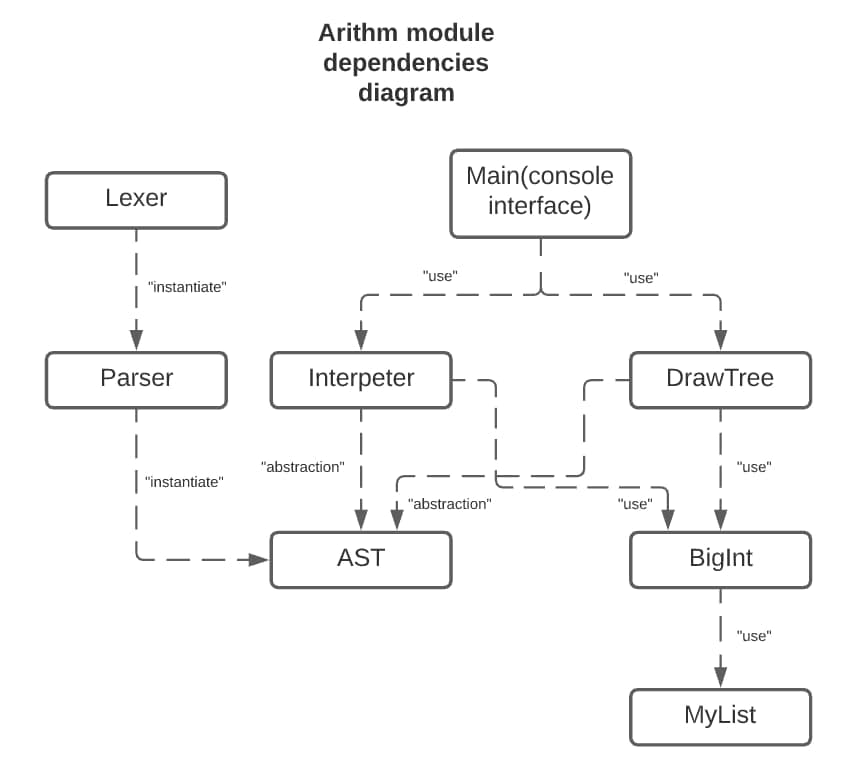 Arithm module
dependencies
diagram
Main(console
interface)
Lexer
"use"
"use"
"instantiate"
Parser
Interpeter
DrawTree
"abstraction"
"use"
"instantiate"
"abstraction"
"use"
AST
BigInt
"use"
MyList